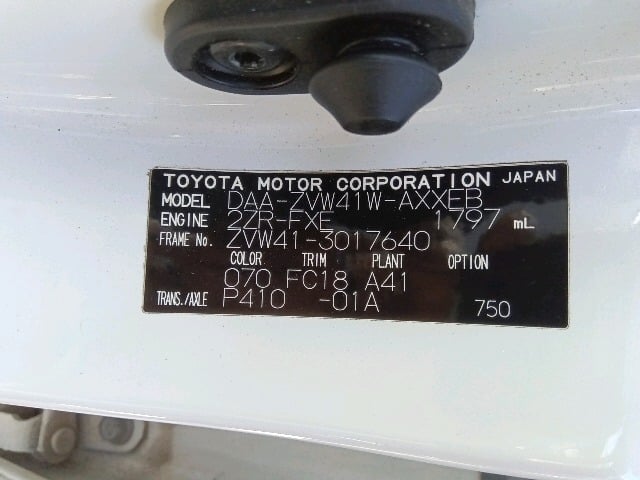 TOYOTA MOTOR CORPORATION JAPAN
MODEL DAA-ZVW41W-AXXEB
ENGINE 2ZR-FXE 1797 mL
FRAME No. ZVW41-3017640
COLOR TRIM PLANT OPTION
070 FC18 A41
TRANS./AXLE P410 -01A 750